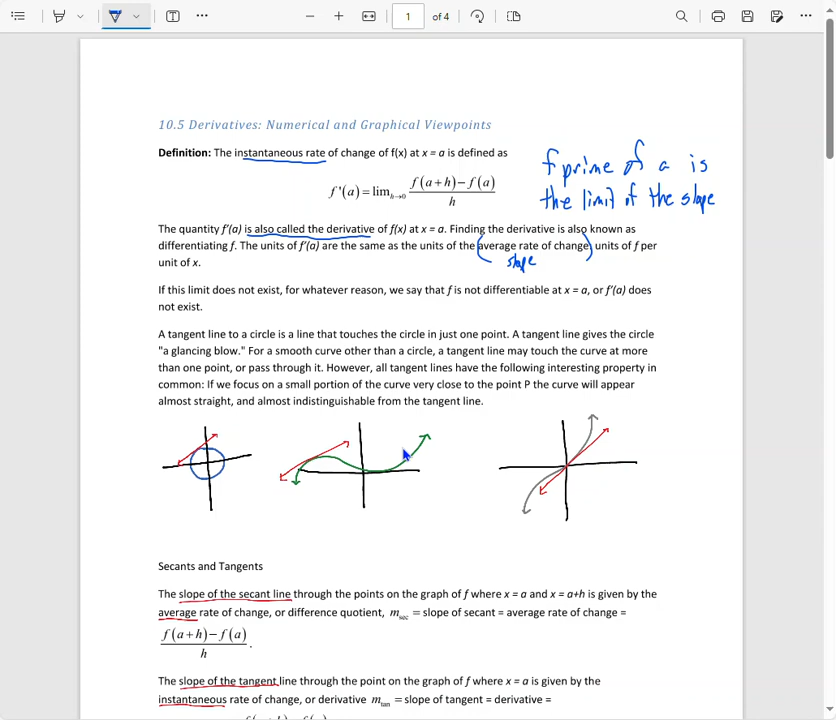 1 of 4
10.5 Derivatives: Numerical and Graphical Viewpoints
Definition: The instantaneous rate of change of f(x) at x = a is defined as
f prime of a is
the limit of the slope
f'(a) = lim h→0 f(a+h)−f(a) / h
The quantity f'(a) is also called the derivative of f(x) at x = a. Finding the derivative is also known as
differentiating f. The units of f'(a) are the same as the units of the (average rate of change) units of f per
slope
unit of x.
If this limit does not exist, for whatever reason, we say that f is not differentiable at x = a, or f'(a) does
not exist.
A tangent line to a circle is a line that touches the circle in just one point. A tangent line gives the circle
"a glancing blow." For a smooth curve other than a circle, a tangent line may touch the curve at more
than one point, or pass through it. However, all tangent lines have the following interesting property in
common: If we focus on a small portion of the curve very close to the point P the curve will appear
almost straight, and almost indistinguishable from the tangent line.
Secants and Tangents
The slope of the secant line through the points on the graph of f where x = a and x = a+h is given by the
average rate of change, or difference quotient, m sec = slope of secant = average rate of change =
f(a+h)−f(a) / h .
The slope of the tangent line through the point on the graph of f where x = a is given by the
instantaneous rate of change, or derivative m tan = slope of tangent = derivative =